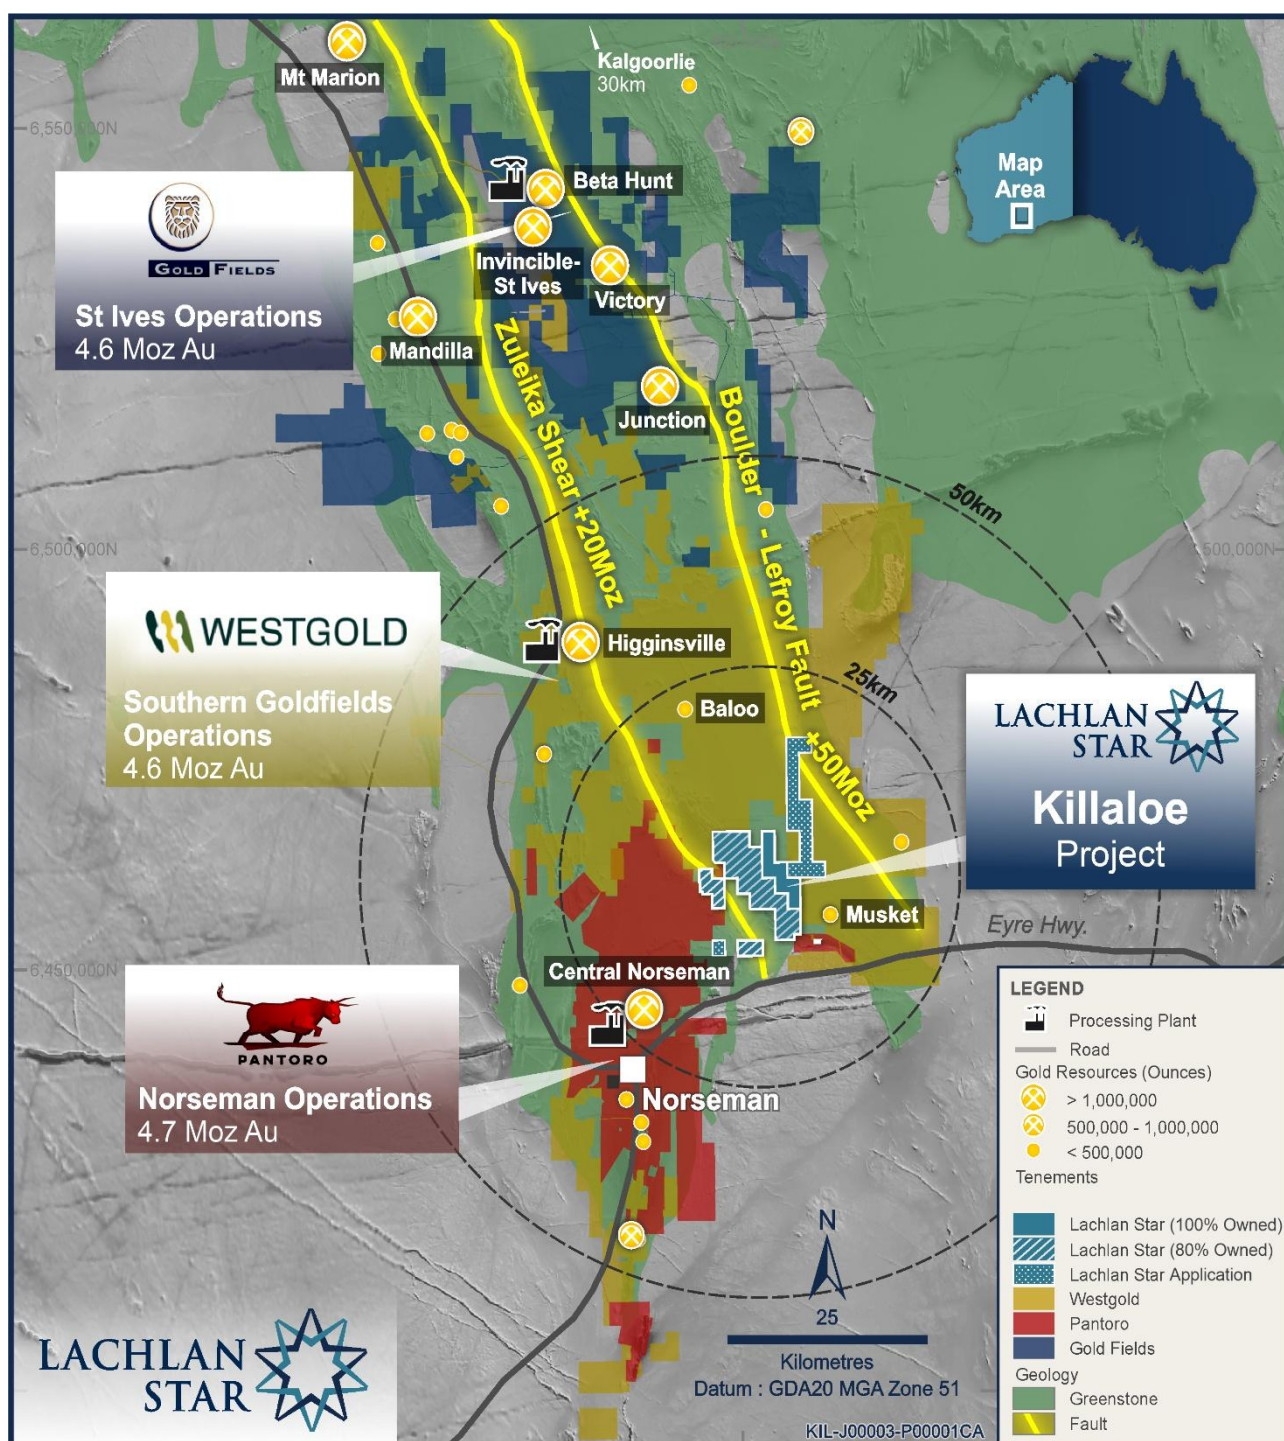 Mt Marion
Kalgoorlie
30km
6,550,000N
Map
Area
GOLD FIELDS
St Ives Operations
4.6 Moz Au
Beta Hunt
Invincible-
St Ives
Victory
Mandilla
Junction
Zuleika Shear +20Moz
Boulder - Lefroy Fault +50Moz
50km
6,500,000N
500,000N
WESTGOLD
Southern Goldfields
Operations
4.6 Moz Au
Higginsville
25km
Baloo
LACHLAN
STAR
Killaloe
Project
Musket
Eyre Hwy.
6,450,000N
Central Norseman
PANTORO
Norseman Operations
4.7 Moz Au
Norseman
LEGEND
Processing Plant
Road
Gold Resources (Ounces)
> 1,000,000
500,000 - 1,000,000
< 500,000
Tenements
Lachlan Star (100% Owned)
Lachlan Star (80% Owned)
Lachlan Star Application
Westgold
Pantoro
Gold Fields
Geology
Greenstone
Fault
N
25
Kilometres
Datum : GDA20 MGA Zone 51
KIL-J00003-P00001CA
LACHLAN
STAR